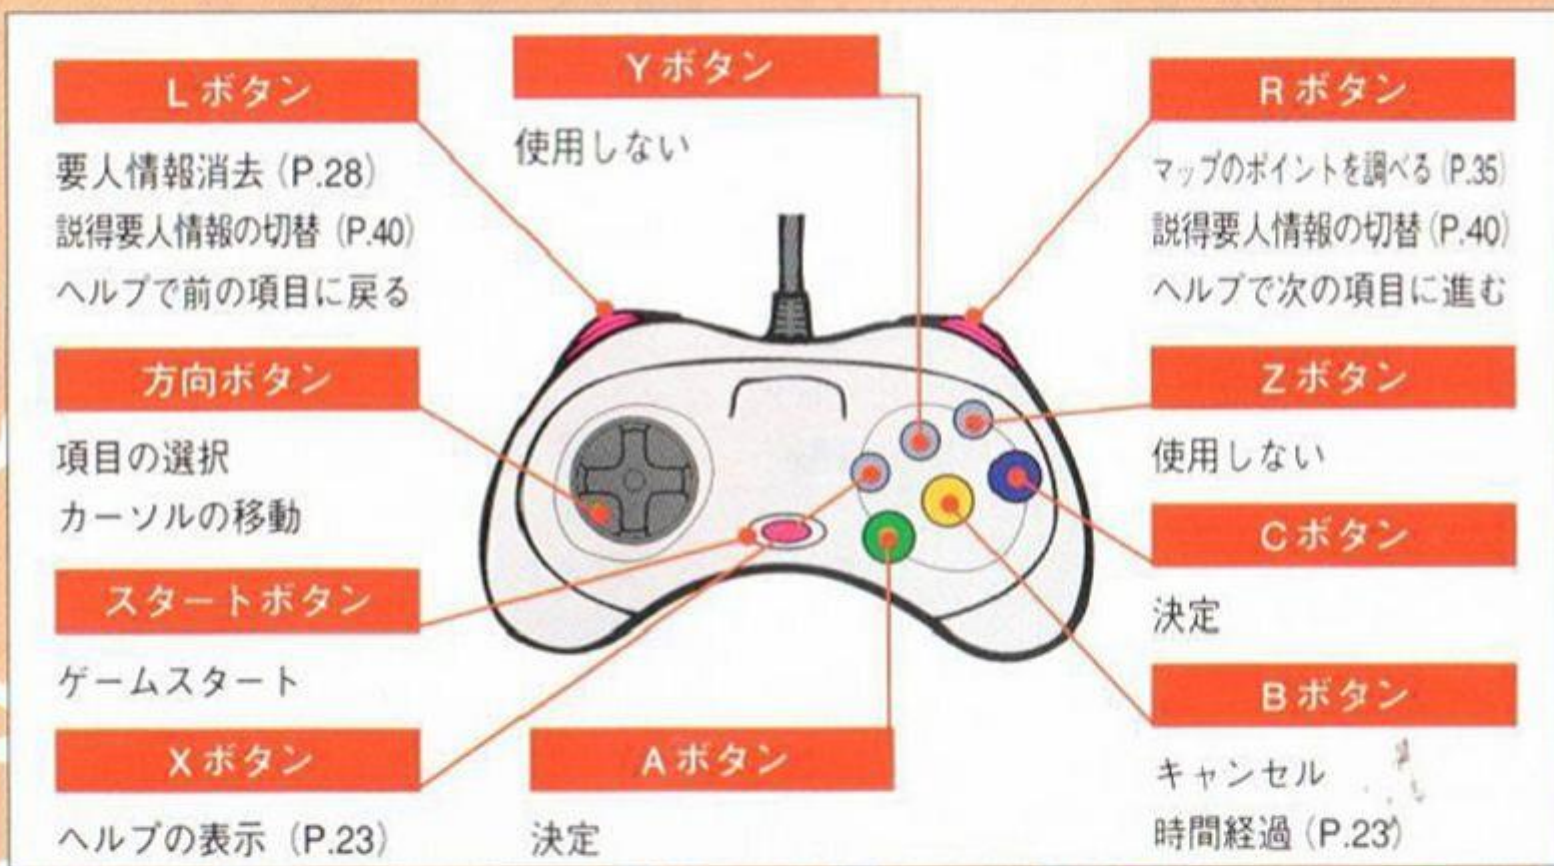 Lボタン
要人情報消去 (P.28)
説得要人情報の切替 (P.40)
ヘルプで前の項目に戻る
方向ボタン
項目の選択
カーソルの移動
スタートボタン
ゲームスタート
Xボタン
ヘルプの表示 (P.23)
Yボタン
使用しない
Aボタン
決定
Rボタン
マップのポイントを調べる (P.35)
説得要人情報の切替 (P.40)
ヘルプで次の項目に進む
Zボタン
使用しない
Cボタン
決定
Bボタン
キャンセル
時間経過 (P.23)